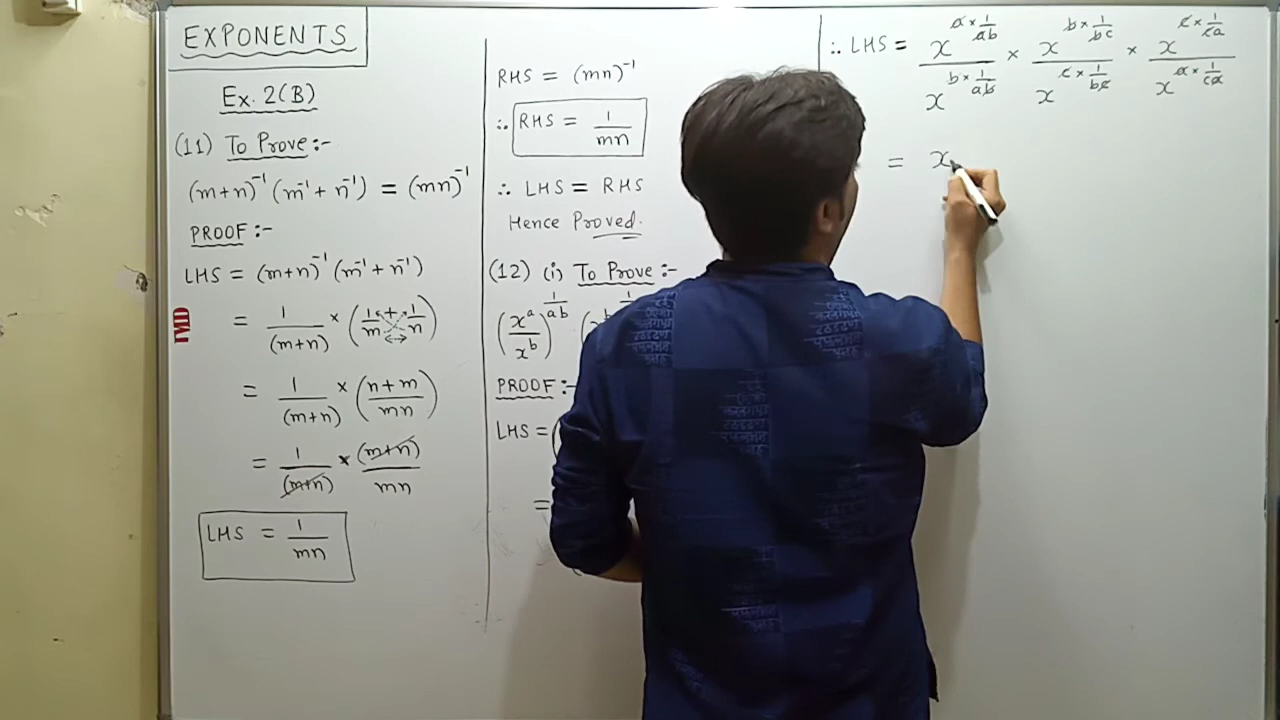 EXPONENTS
Ex. 2(B)
(11) To Prove :-
(m+n)⁻¹ (m⁻¹ + n⁻¹) = (mn)⁻¹
PROOF :-
LHS = (m+n)⁻¹ (m⁻¹ + n⁻¹)
= 1/(m+n) × (1/m + 1/n)
= 1/(m+n) × ((n+m)/mn)
= 1/(m+n) × (m+n)/mn
LHS = 1/mn
IMD
RHS = (mn)⁻¹
∴ RHS = 1/mn
∴ LHS = RHS
Hence Proved.
(12) (i) To Prove :-
(x^a/x^b)^(1/ab)
PROOF :-
LHS = (
=
∴ LHS = x^(a × 1/ab)/x^(b × 1/ab) × x^(b × 1/bc)/x^(c × 1/bc) × x^(c × 1/ca)/x^(a × 1/ca)
= x